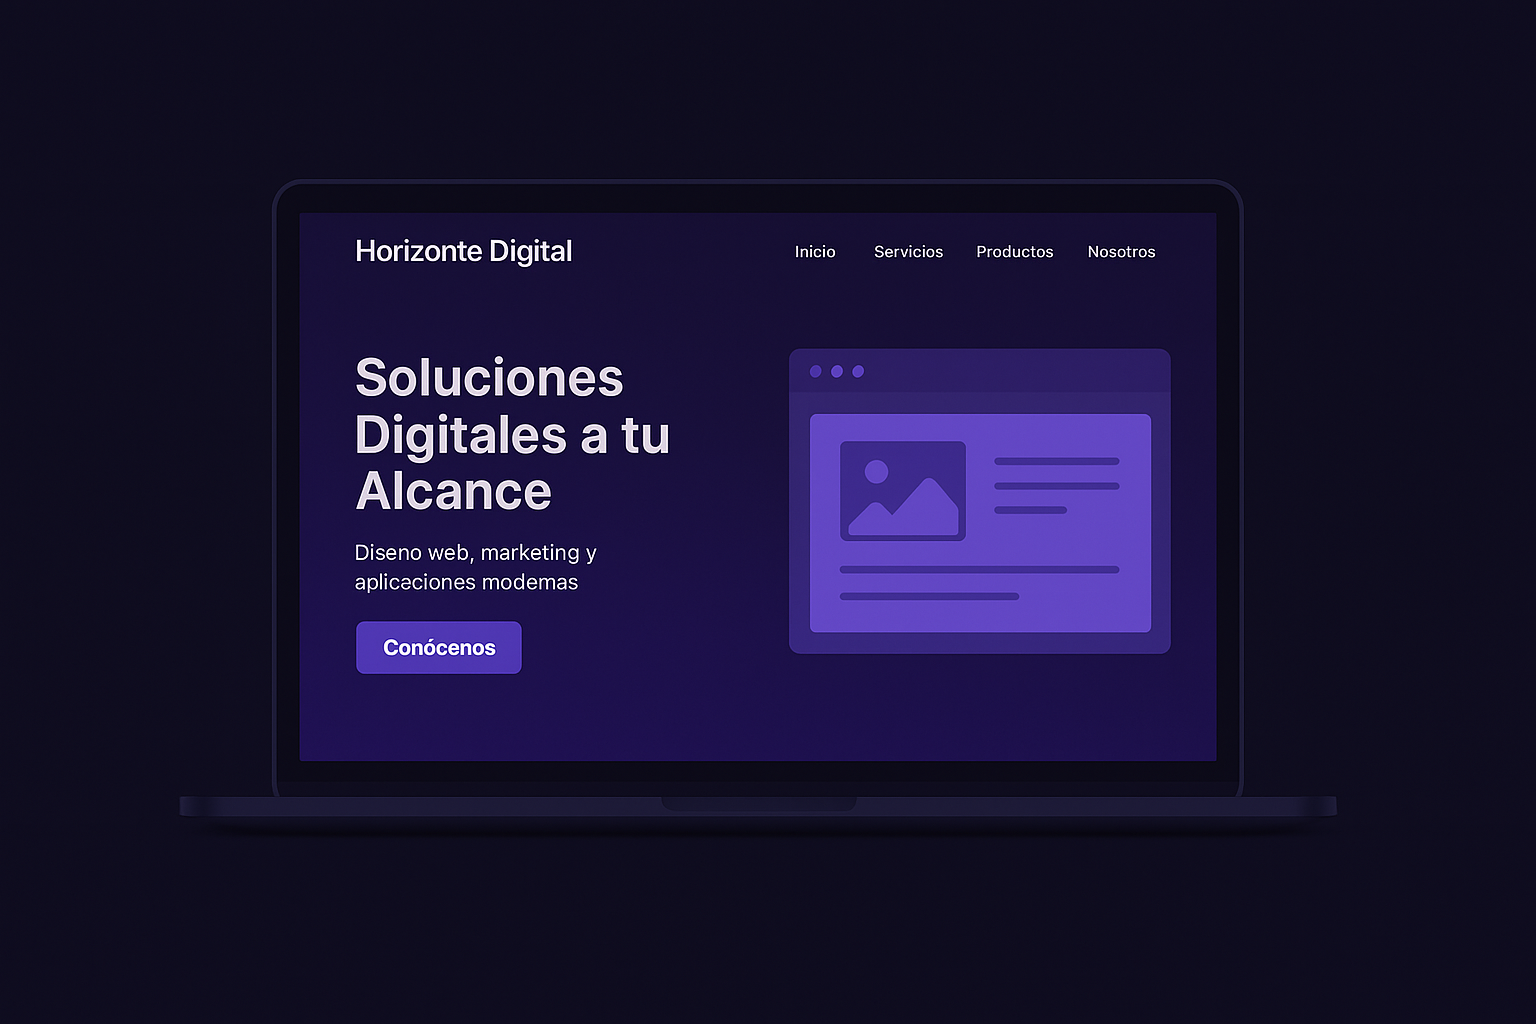 Horizonte Digital
Inicio Servicios Productos Nosotros
Soluciones
Digitales a tu
Alcance
Diseno web, marketing y
aplicaciones modemas
Conócenos